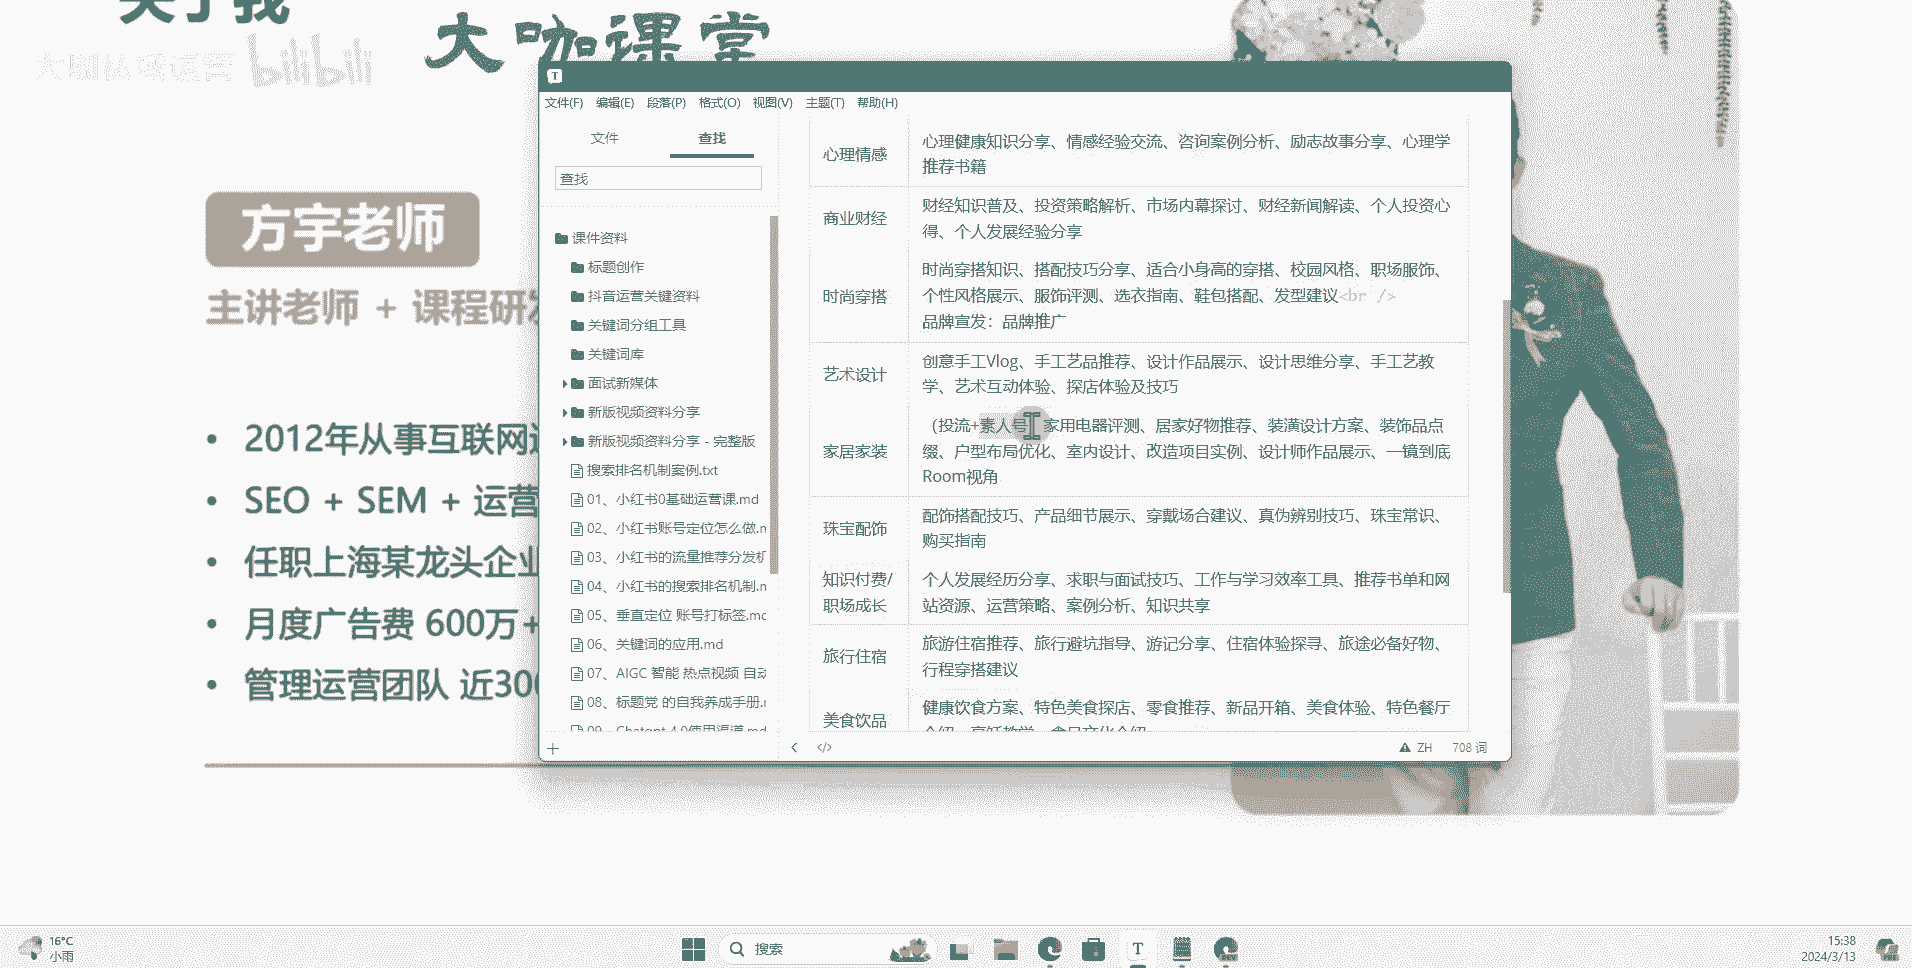 关于我
大咖课堂
bilibili
方宇老师
主讲老师 + 课程研发
2012年从事互联网
SEO + SEM + 运营
任职上海某龙头企业
月度广告费 600万+
管理运营团队 近300
文件(F) 编辑(E) 段落(P) 格式(O) 视图(V) 主题(T) 帮助(H)
文件 查找
查找
课件资料
标题创作
抖音运营关键资料
关键词分组工具
关键词库
面试新媒体
新版视频资料分享
新版视频资料分享 - 完整版
搜索排名机制案例.txt
01、小红书0基础运营课.md
02、小红书账号定位怎么做.m
03、小红书的流量推荐分发机
04、小红书的搜索排名机制.m
05、垂直定位 账号打标签.mc
06、关键词的应用.md
07、AIGC 智能 热点视频 自动
08、标题党 的自我养成手册.r
09、Chatgpt 4.0使用渠道.md
心理情感
心理健康知识分享、情感经验交流、咨询案例分析、励志故事分享、心理学
推荐书籍
商业财经
财经知识普及、投资策略解析、市场内幕探讨、财经新闻解读、个人投资心
得、个人发展经验分享
时尚穿搭
时尚穿搭知识、搭配技巧分享、适合小身高的穿搭、校园风格、职场服饰、
个性风格展示、服饰评测、选衣指南、鞋包搭配、发型建议<br />
品牌宣发：品牌推广
艺术设计
创意手工Vlog、手工艺品推荐、设计作品展示、设计思维分享、手工艺教
学、艺术互动体验、探店体验及技巧
家居家装
（投流+素人号 家用电器评测、居家好物推荐、装潢设计方案、装饰品点
缀、户型布局优化、室内设计、改造项目实例、设计师作品展示、一镜到底
Room视角
珠宝配饰
配饰搭配技巧、产品细节展示、穿戴场合建议、真伪辨别技巧、珠宝常识、
购买指南
知识付费/
职场成长
个人发展经历分享、求职与面试技巧、工作与学习效率工具、推荐书单和网
站资源、运营策略、案例分析、知识共享
旅行住宿
旅游住宿推荐、旅行避坑指导、游记分享、住宿体验探寻、旅途必备好物、
行程穿搭建议
美食饮品
健康饮食方案、特色美食探店、零食推荐、新品开箱、美食体验、特色餐厅
介绍、烹饪教学、食品文化介绍
ZH 708 词
16°C
小雨
搜索
15:38
2024/3/13